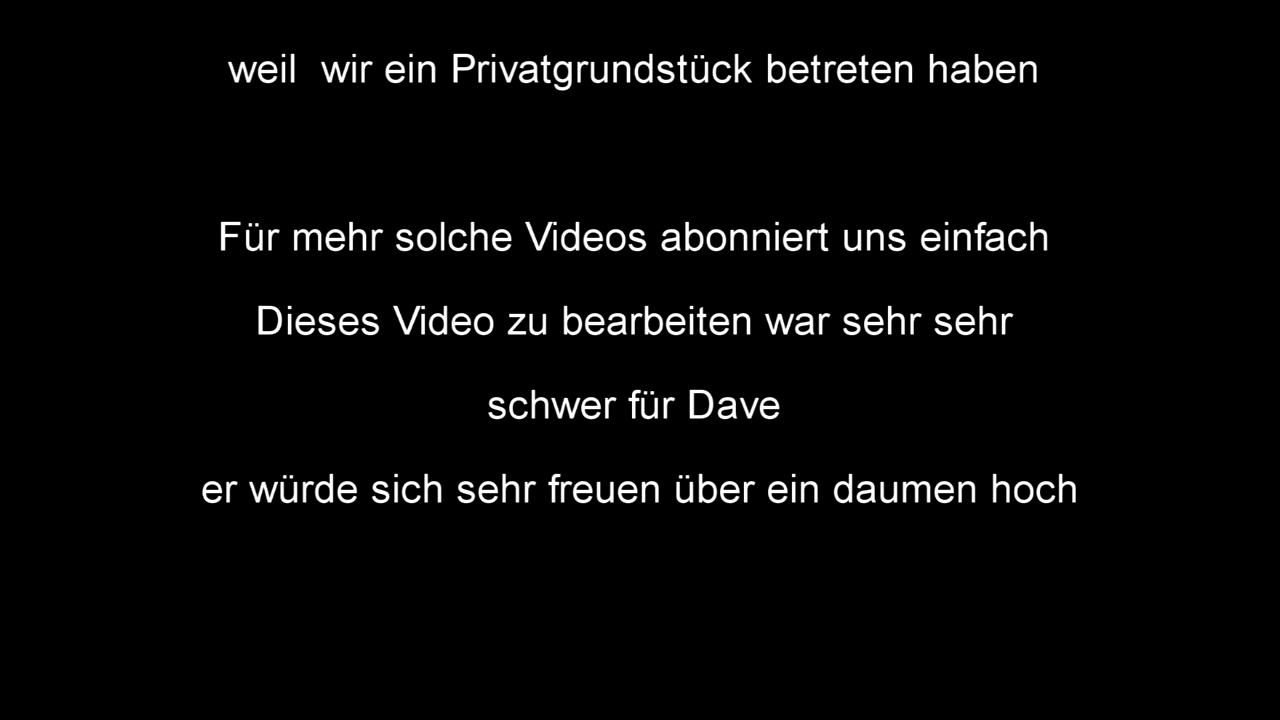 weil  wir ein Privatgrundstück betreten haben
Für mehr solche Videos abonniert uns einfach
Dieses Video zu bearbeiten war sehr sehr
schwer für Dave
er würde sich sehr freuen über ein daumen hoch